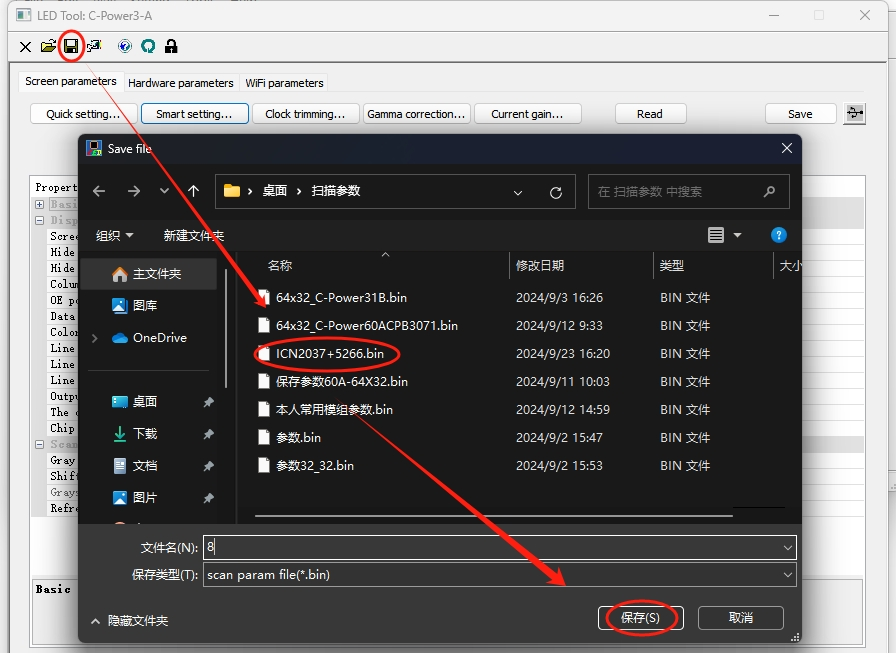 LED Tool: C-Power3-A
Screen parameters Hardware parameters WiFi parameters
Quick setting... Smart setting... Clock trimming... Gamma correction... Current gain... Read Save
Save file
桌面 扫描参数 在 扫描参数 中搜索
Propert
组织 新建文件夹
名称 修改日期 类型 大小
Basi
Disp
Scree
Hide
Hide
Colum
OE po
Data
Color
Line
Line
Line
Outpu
The c
Chip
Scan
Gray
Shift
Grays
Refre
主文件夹
图库
OneDrive
桌面
下载
文档
图片
64x32_C-Power31B.bin 2024/9/3 16:26 BIN 文件
64x32_C-Power60ACPB3071.bin 2024/9/12 9:33 BIN 文件
ICN2037+5266.bin 2024/9/23 16:20 BIN 文件
保存参数60A-64X32.bin 2024/9/11 10:03 BIN 文件
本人常用模组参数.bin 2024/9/12 14:59 BIN 文件
参数.bin 2024/9/2 15:47 BIN 文件
参数32_32.bin 2024/9/2 15:53 BIN 文件
文件名(N): 8
保存类型(T): scan param file(*.bin)
Basic
隐藏文件夹 保存(S) 取消